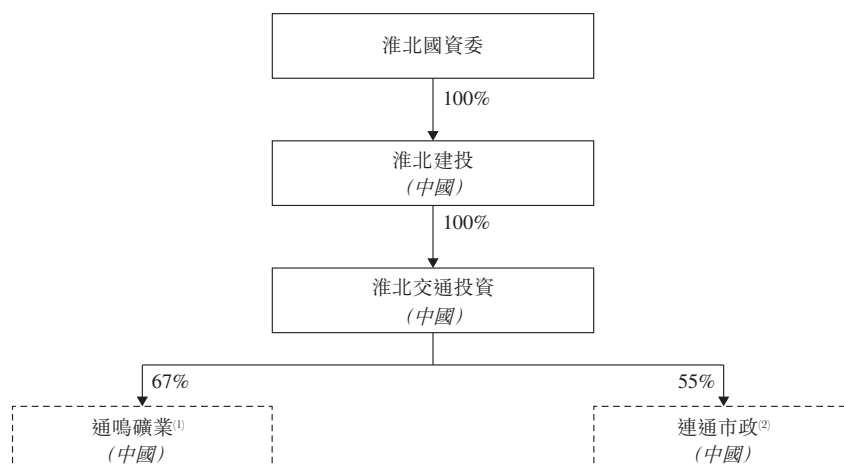 淮北國資委
100%
淮北建投
（中國）
100%
淮北交通投資
（中國）
67%
55%
通鳴礦業⁽¹⁾
（中國）
連通市政⁽²⁾
（中國）